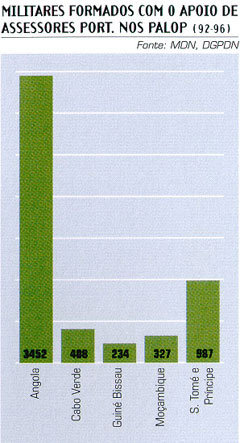 MILITARES FORMADOS COM O APOIO DE
ASSESSORES PORT. NOS PALOP (92-96)
Fonte: MDN, DGPDN
3452
408
234
327
987
Angola
Cabo Verde
Guiné Bissau
Moçambique
S. Tomé e
Príncipe